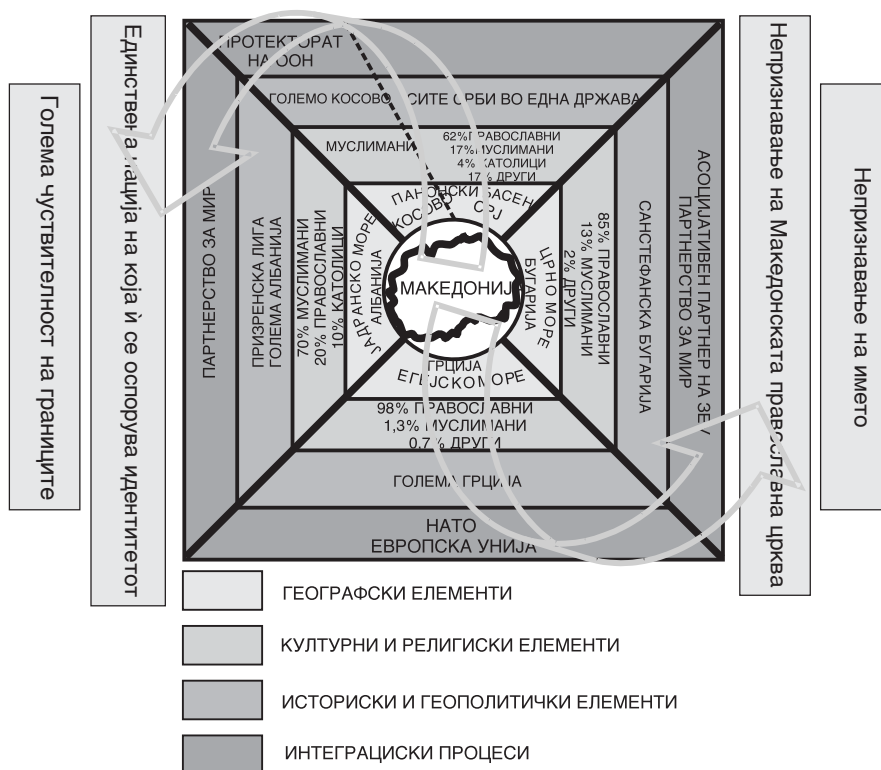 Голема чуствителност на границите
Единствена нација на која ѝ се оспорува идентитетот
ПРОТЕКТОРАТ
НА ООН
ГОЛЕМО КОСОВО
СИТЕ СРБИ ВО ЕДНА ДРЖАВА
МУСЛИМАНИ
62% ПРАВОСЛАВНИ
17% МУСЛИМАНИ
4% КАТОЛИЦИ
17% ДРУГИ
ПАНОНСКИ БАСЕН
КОСОВО
СРЈ
ПАРТНЕРСТВО ЗА МИР
ПРИЗРЕНСКА ЛИГА
ГОЛЕМА АЛБАНИЈА
70% МУСЛИМАНИ
20% ПРАВОСЛАВНИ
10% КАТОЛИЦИ
ЈАДРАНСКО МОРЕ
АЛБАНИЈА
МАКЕДОНИЈ
БУГАРИЈА
ЦРНО МОРЕ
85% ПРАВОСЛАВНИ
13% МУСЛИМАНИ
2% ДРУГИ
САНСТЕФАНСКА БУГАРИЈА
АСОЦИЈАТИВЕН ПАРТНЕР НА ЗЕУ
ПАРТНЕРСТВО ЗА МИР
ГРЦИЈА
ЕГЕЈСКО МОРЕ
98% ПРАВОСЛАВНИ
1,3% МУСЛИМАНИ
0,7% ДРУГИ
ГОЛЕМА ГРЦИЈА
НАТО
ЕВРОПСКА УНИЈА
Непризнавање на Македонската православна црква
Непризнавање на името
ГЕОГРАФСКИ ЕЛЕМЕНТИ
КУЛТУРНИ И РЕЛИГИСКИ ЕЛЕМЕНТИ
ИСТОРИСКИ И ГЕОПОЛИТИЧКИ ЕЛЕМЕНТИ
ИНТЕГРАЦИСКИ ПРОЦЕСИ